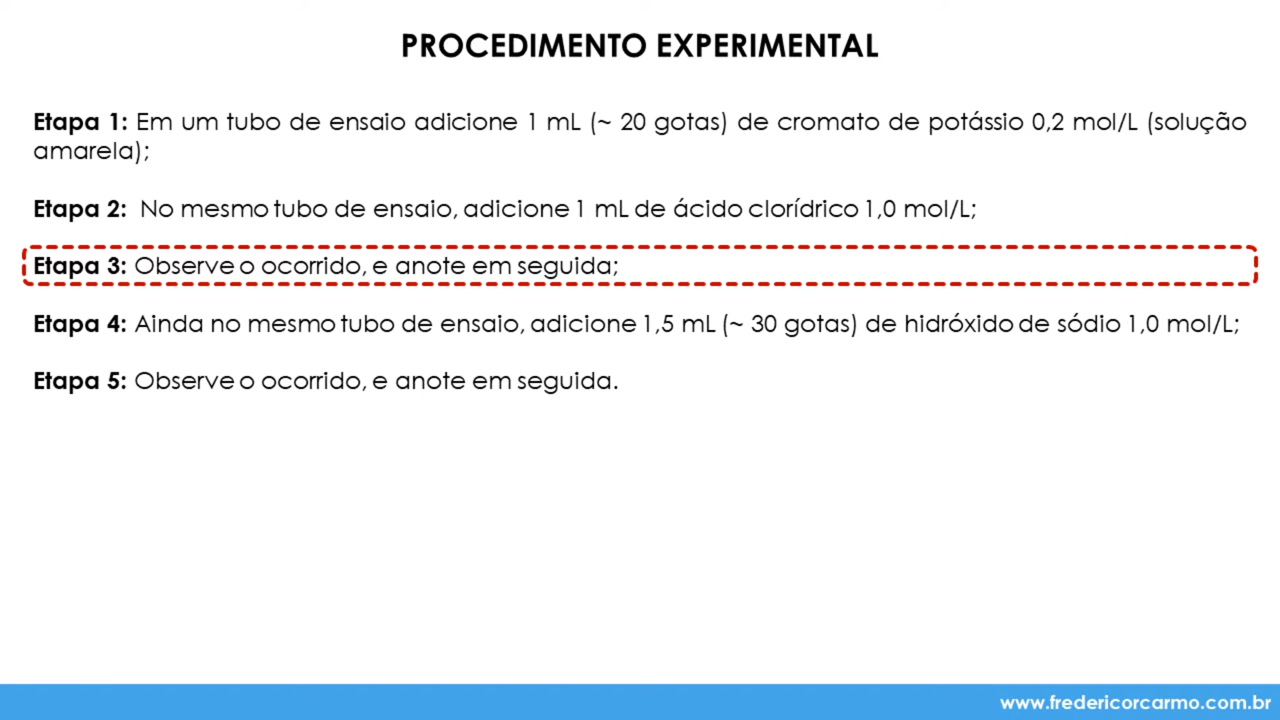 PROCEDIMENTO EXPERIMENTAL
Etapa 1: Em um tubo de ensaio adicione 1 mL (~ 20 gotas) de cromato de potássio 0,2 mol/L (solução
amarela);
Etapa 2: No mesmo tubo de ensaio, adicione 1 mL de ácido clorídrico 1,0 mol/L;
Etapa 3: Observe o ocorrido, e anote em seguida;
Etapa 4: Ainda no mesmo tubo de ensaio, adicione 1,5 mL (~ 30 gotas) de hidróxido de sódio 1,0 mol/L;
Etapa 5: Observe o ocorrido, e anote em seguida.
www.fredericorcarmo.com.br